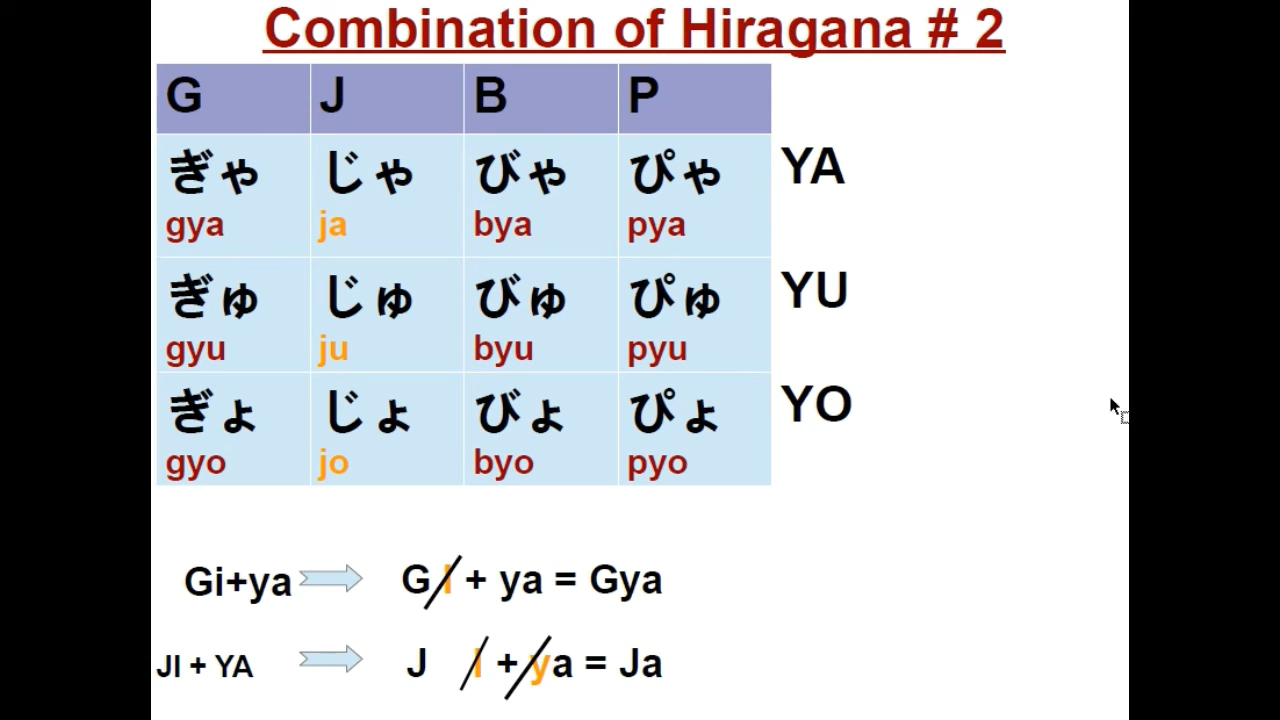 Combination of Hiragana # 2
G J B P
ぎゃ じゃ びゃ ぴゃ YA
gya ja bya pya
ぎゅ じゅ びゅ ぴゅ YU
gyu ju byu pyu
ぎょ じょ びょ ぴょ YO
gyo jo byo pyo
Gi+ya G I + ya = Gya
JI + YA J I + ya = Ja